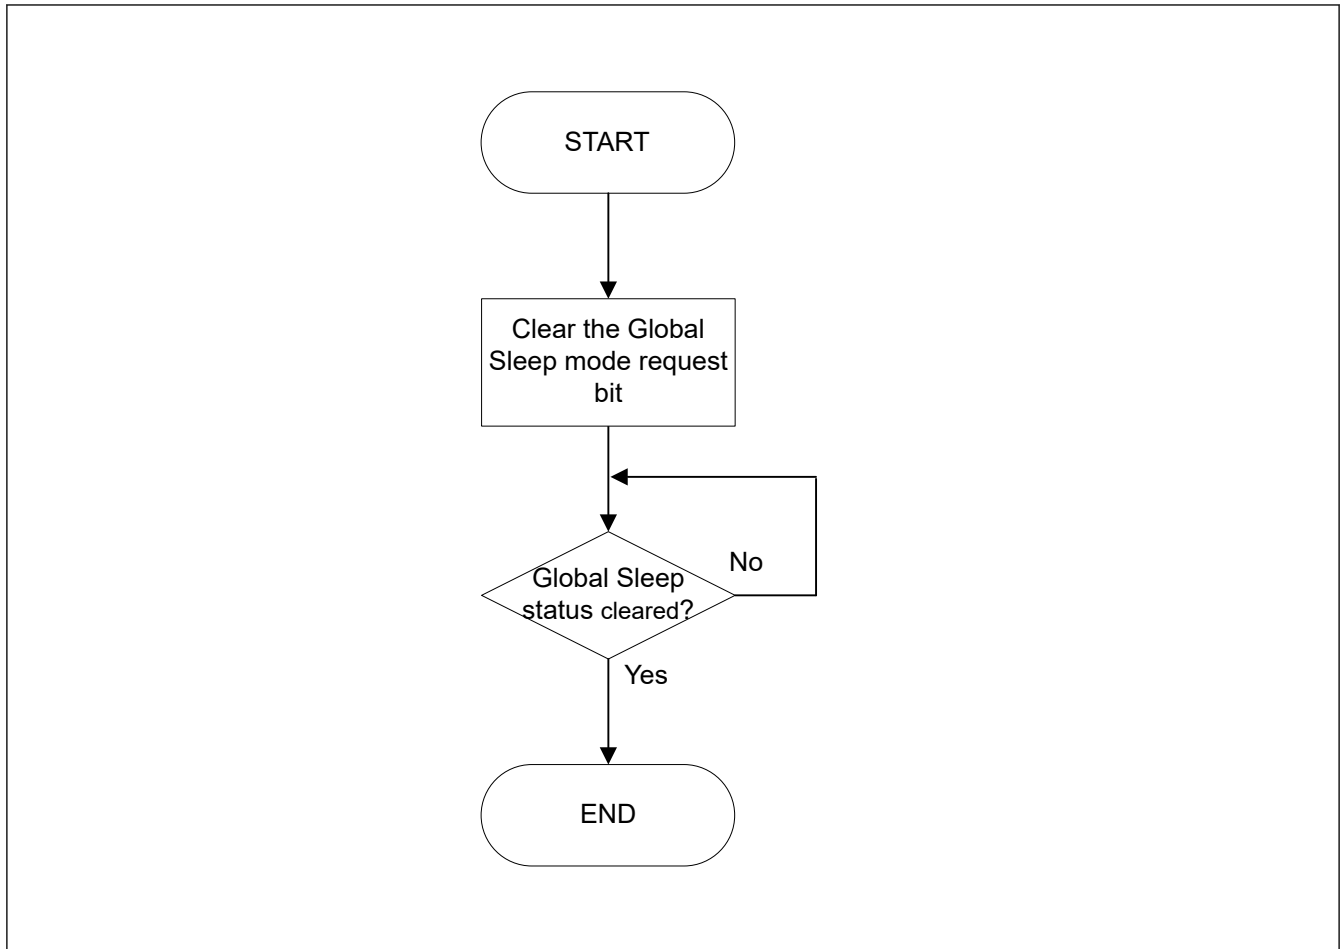 START
Clear the Global
Sleep mode request
bit
No
Global Sleep
status cleared?
Yes
END